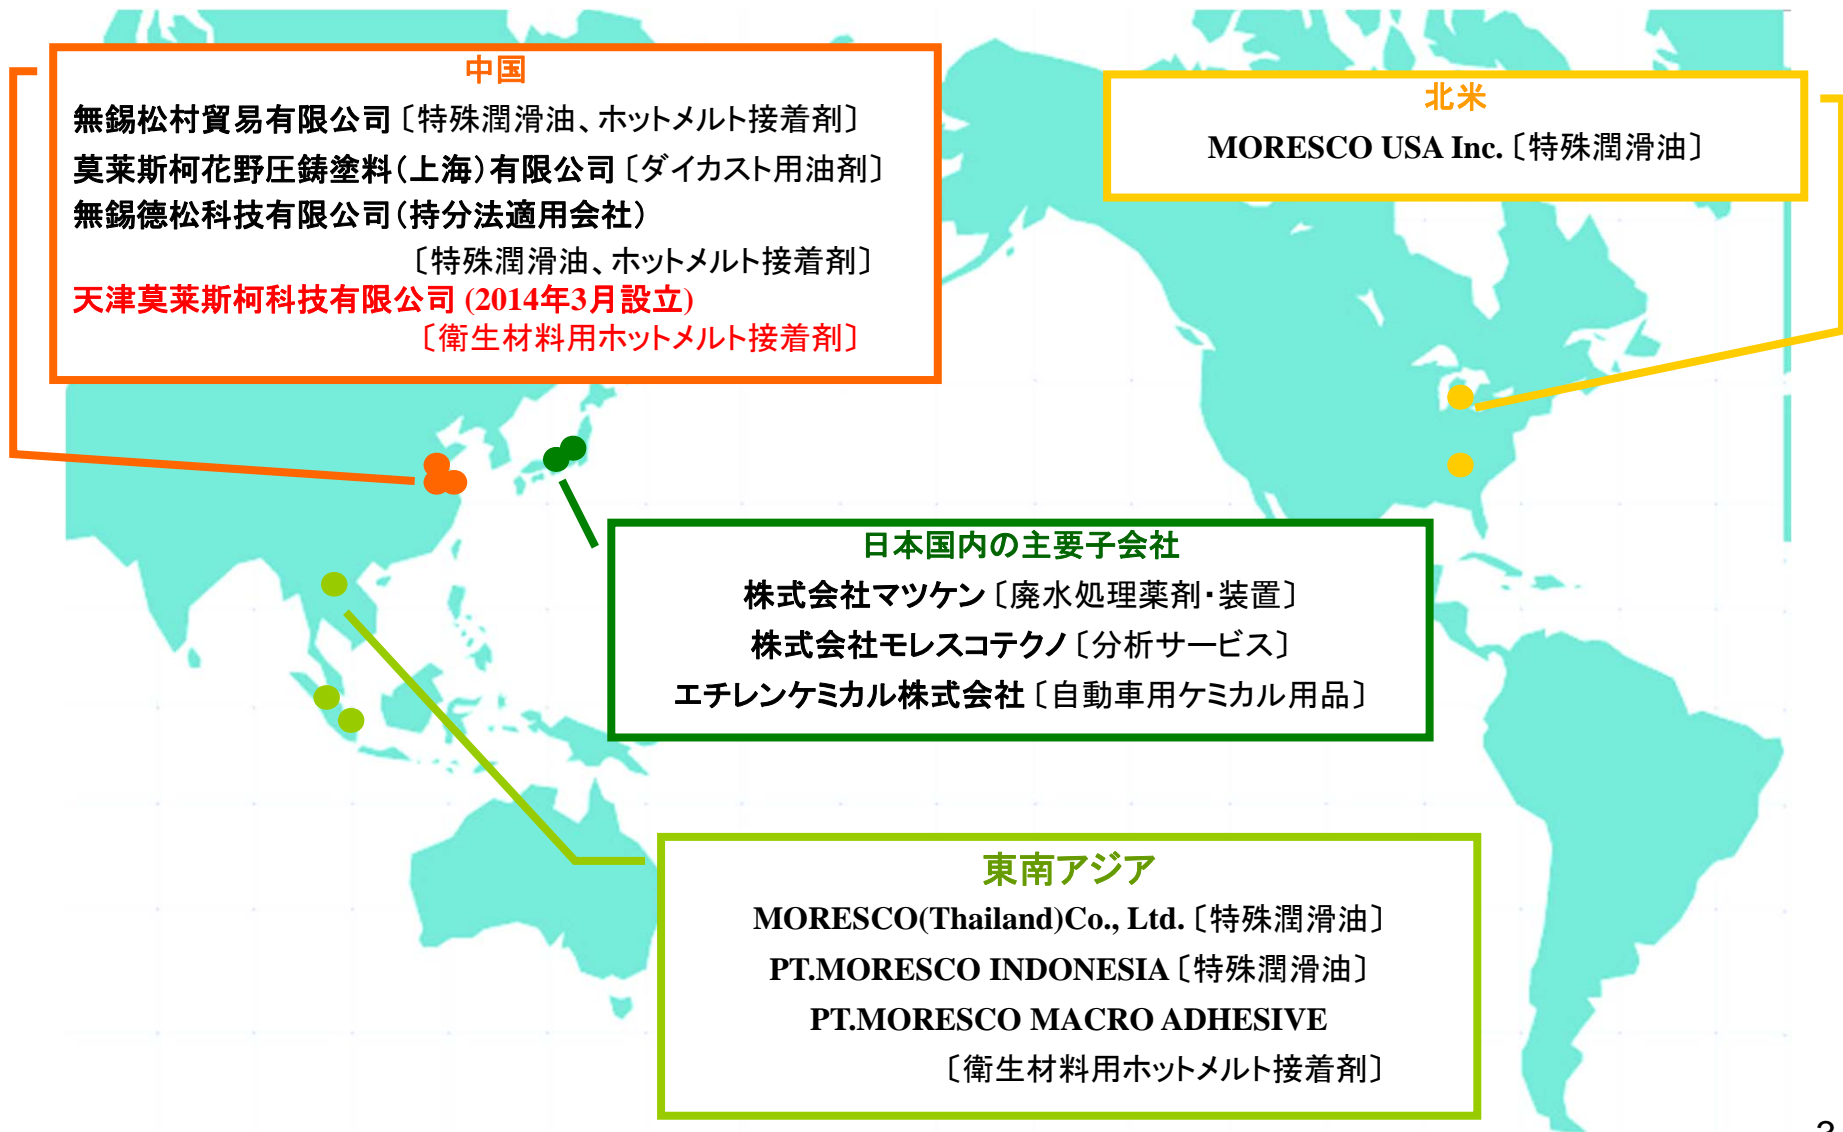 中国
無錫松村貿易有限公司〔特殊潤滑油、ホットメルト接着剤〕
莫莱斯柯花野圧鋳塗料(上海)有限公司〔ダイカスト用油剤〕
無錫德松科技有限公司(持分法適用会社)
〔特殊潤滑油、ホットメルト接着剤〕
天津莫莱斯柯科技有限公司 (2014年3月設立)
〔衛生材料用ホットメルト接着剤〕
北米
MORESCO USA Inc.〔特殊潤滑油〕
日本国内の主要子会社
株式会社マツケン〔廃水処理薬剤・装置〕
株式会社モレスコテクノ〔分析サービス〕
エチレンケミカル株式会社〔自動車用ケミカル用品〕
東南アジア
MORESCO(Thailand)Co., Ltd.〔特殊潤滑油〕
PT.MORESCO INDONESIA〔特殊潤滑油〕
PT.MORESCO MACRO ADHESIVE
〔衛生材料用ホットメルト接着剤〕